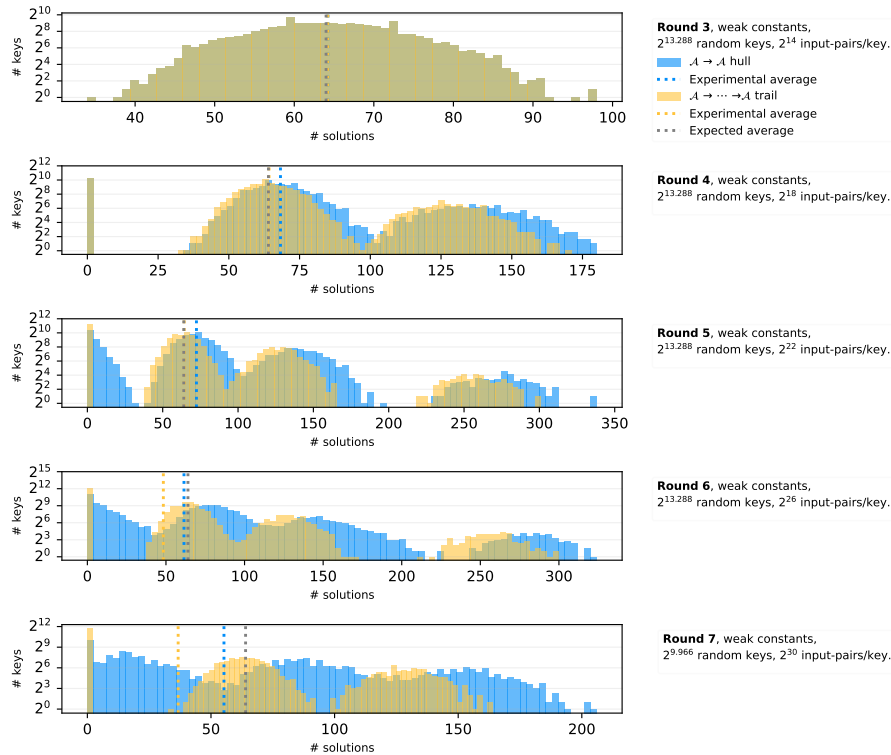 2^10
2^8
2^6
2^4
2^2
2^0
# keys
40 50 60 70 80 90 100
# solutions
Round 3, weak constants,
2^13.288 random keys, 2^14 input-pairs/key.
𝒜 → 𝒜 hull
Experimental average
𝒜 → ··· →𝒜 trail
Experimental average
Expected average
2^12
2^10
2^8
2^6
2^4
2^2
2^0
# keys
0 25 50 75 100 125 150 175
# solutions
Round 4, weak constants,
2^13.288 random keys, 2^18 input-pairs/key.
2^12
2^10
2^8
2^6
2^4
2^2
2^0
# keys
0 50 100 150 200 250 300 350
# solutions
Round 5, weak constants,
2^13.288 random keys, 2^22 input-pairs/key.
2^15
2^12
2^9
2^6
2^3
2^0
# keys
0 50 100 150 200 250 300
# solutions
Round 6, weak constants,
2^13.288 random keys, 2^26 input-pairs/key.
2^12
2^9
2^6
2^3
2^0
# keys
0 50 100 150 200
# solutions
Round 7, weak constants,
2^9.966 random keys, 2^30 input-pairs/key.